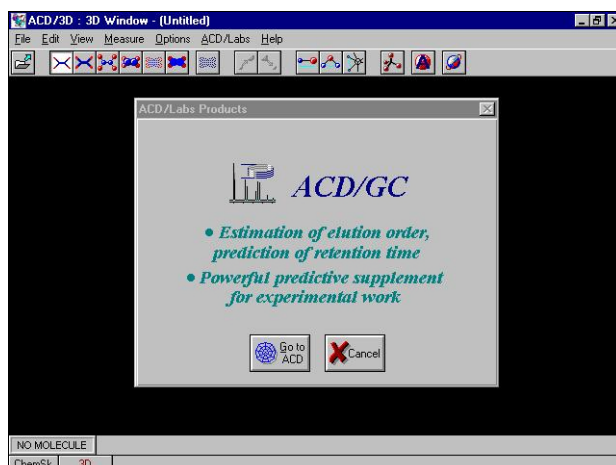 ACD/3D : 3D Window - (Untitled)
File Edit View Measure Options ACD/Labs Help
ACD/Labs Products
ACD/GC
• Estimation of elution order,
prediction of retention time
• Powerful predictive supplement
for experimental work
Go to
ACD
Cancel
NO MOLECULE
ChemSk 3D